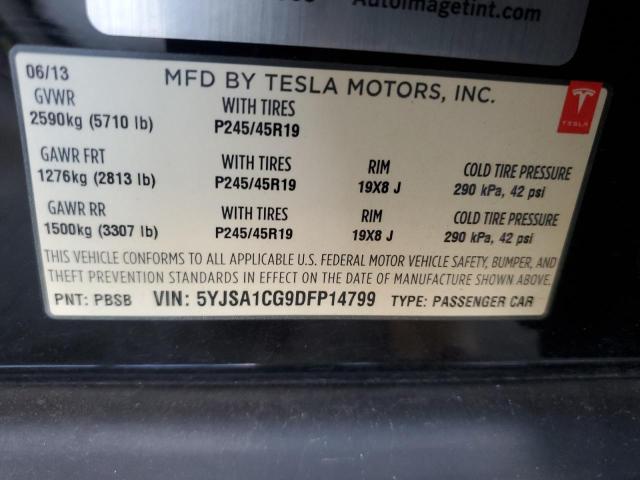 Autoimagetint.com
06/13
MFD BY TESLA MOTORS, INC.
TESLA
GVWR WITH TIRES
2590kg (5710 lb) P245/45R19
GAWR FRT WITH TIRES RIM COLD TIRE PRESSURE
1276kg (2813 lb) P245/45R19 19X8 J 290 kPa, 42 psi
GAWR RR WITH TIRES RIM COLD TIRE PRESSURE
1500kg (3307 lb) P245/45R19 19X8 J 290 kPa, 42 psi
THIS VEHICLE CONFORMS TO ALL APPLICABLE U.S. FEDERAL MOTOR VEHICLE SAFETY, BUMPER, AND
THEFT PREVENTION STANDARDS IN EFFECT ON THE DATE OF MANUFACTURE SHOWN ABOVE.
PNT: PBSB VIN: 5YJSA1CG9DFP14799 TYPE: PASSENGER CAR